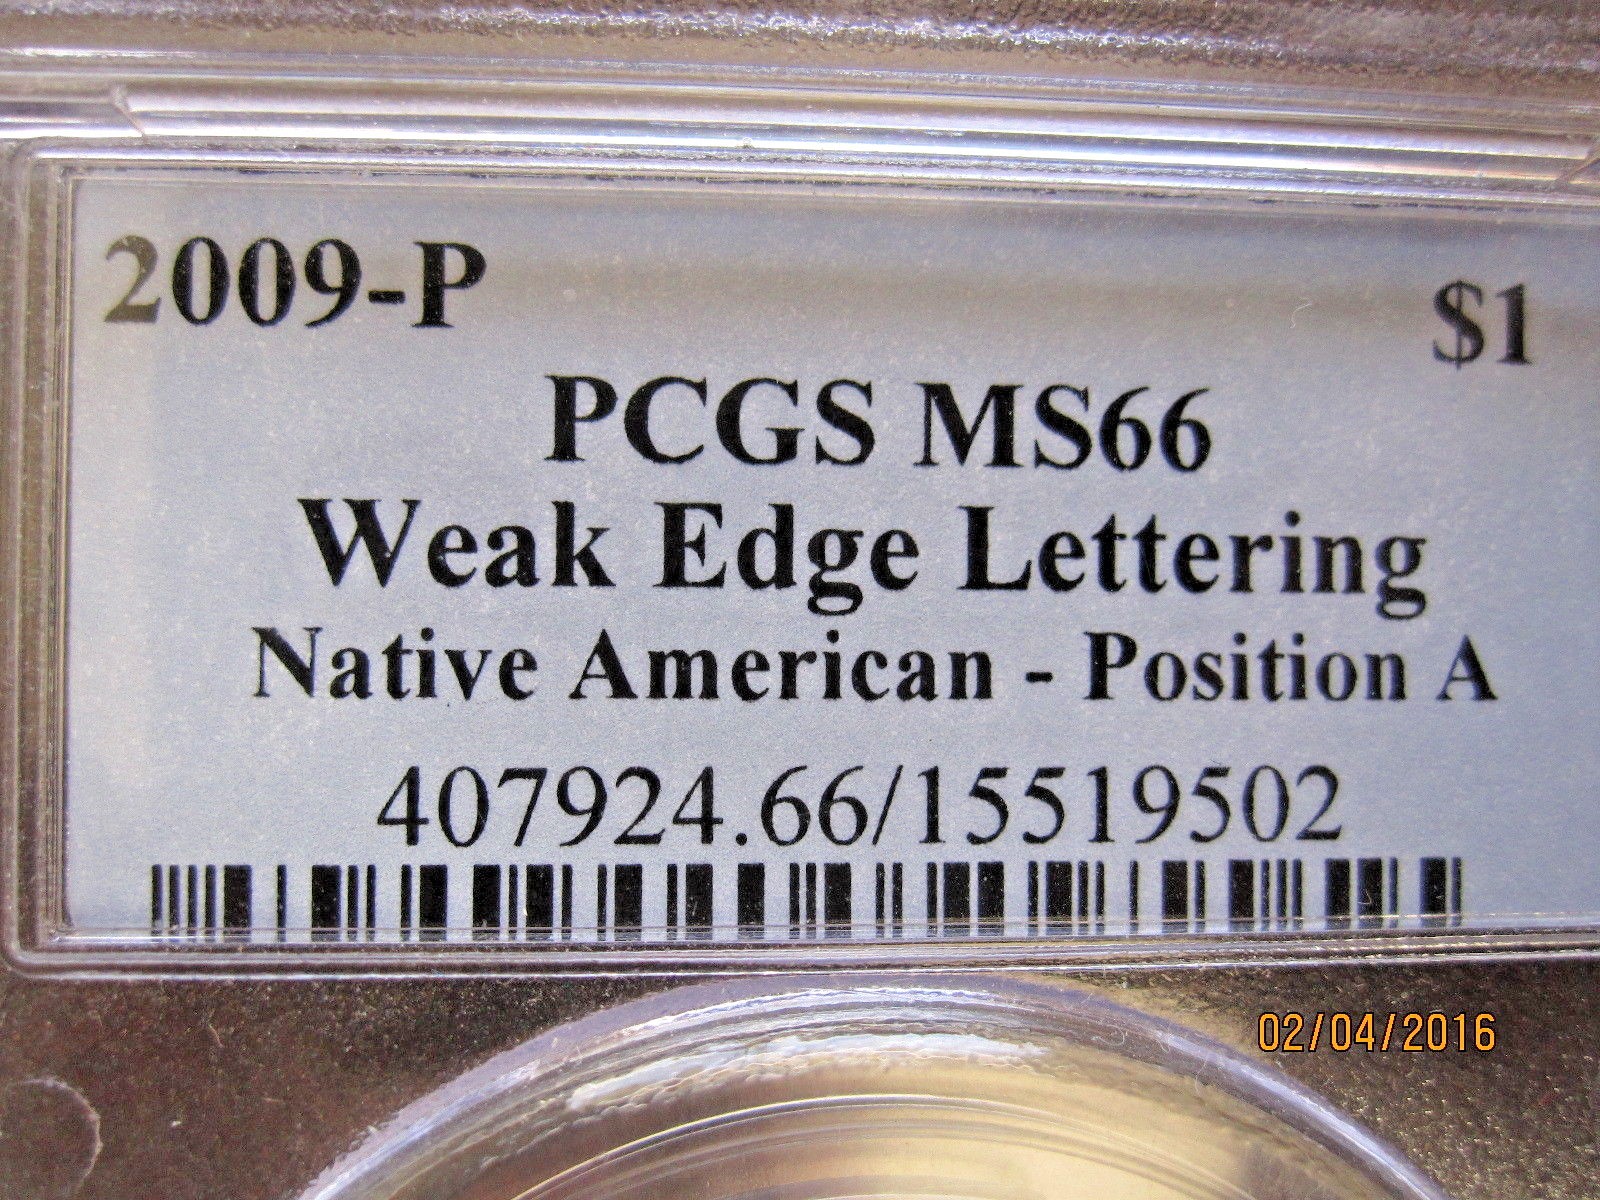 2009-P $1
PCGS MS66
Weak Edge Lettering
Native American - Position A
407924.66/15519502
02/04/2016